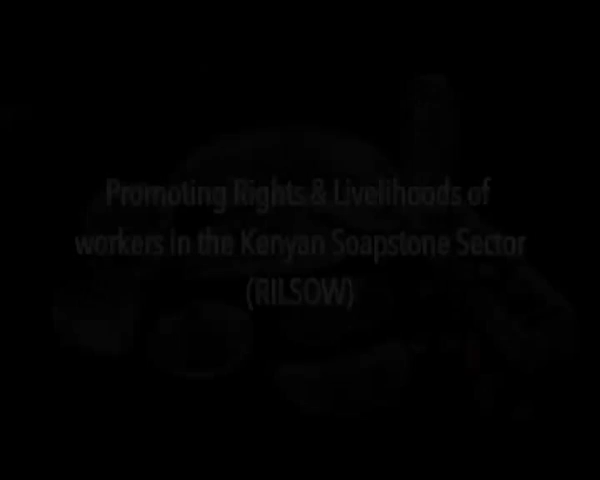 Promoting Rights & Livelihoods of
workers in the Kenyan Soapstone Sector
(RILSOW)